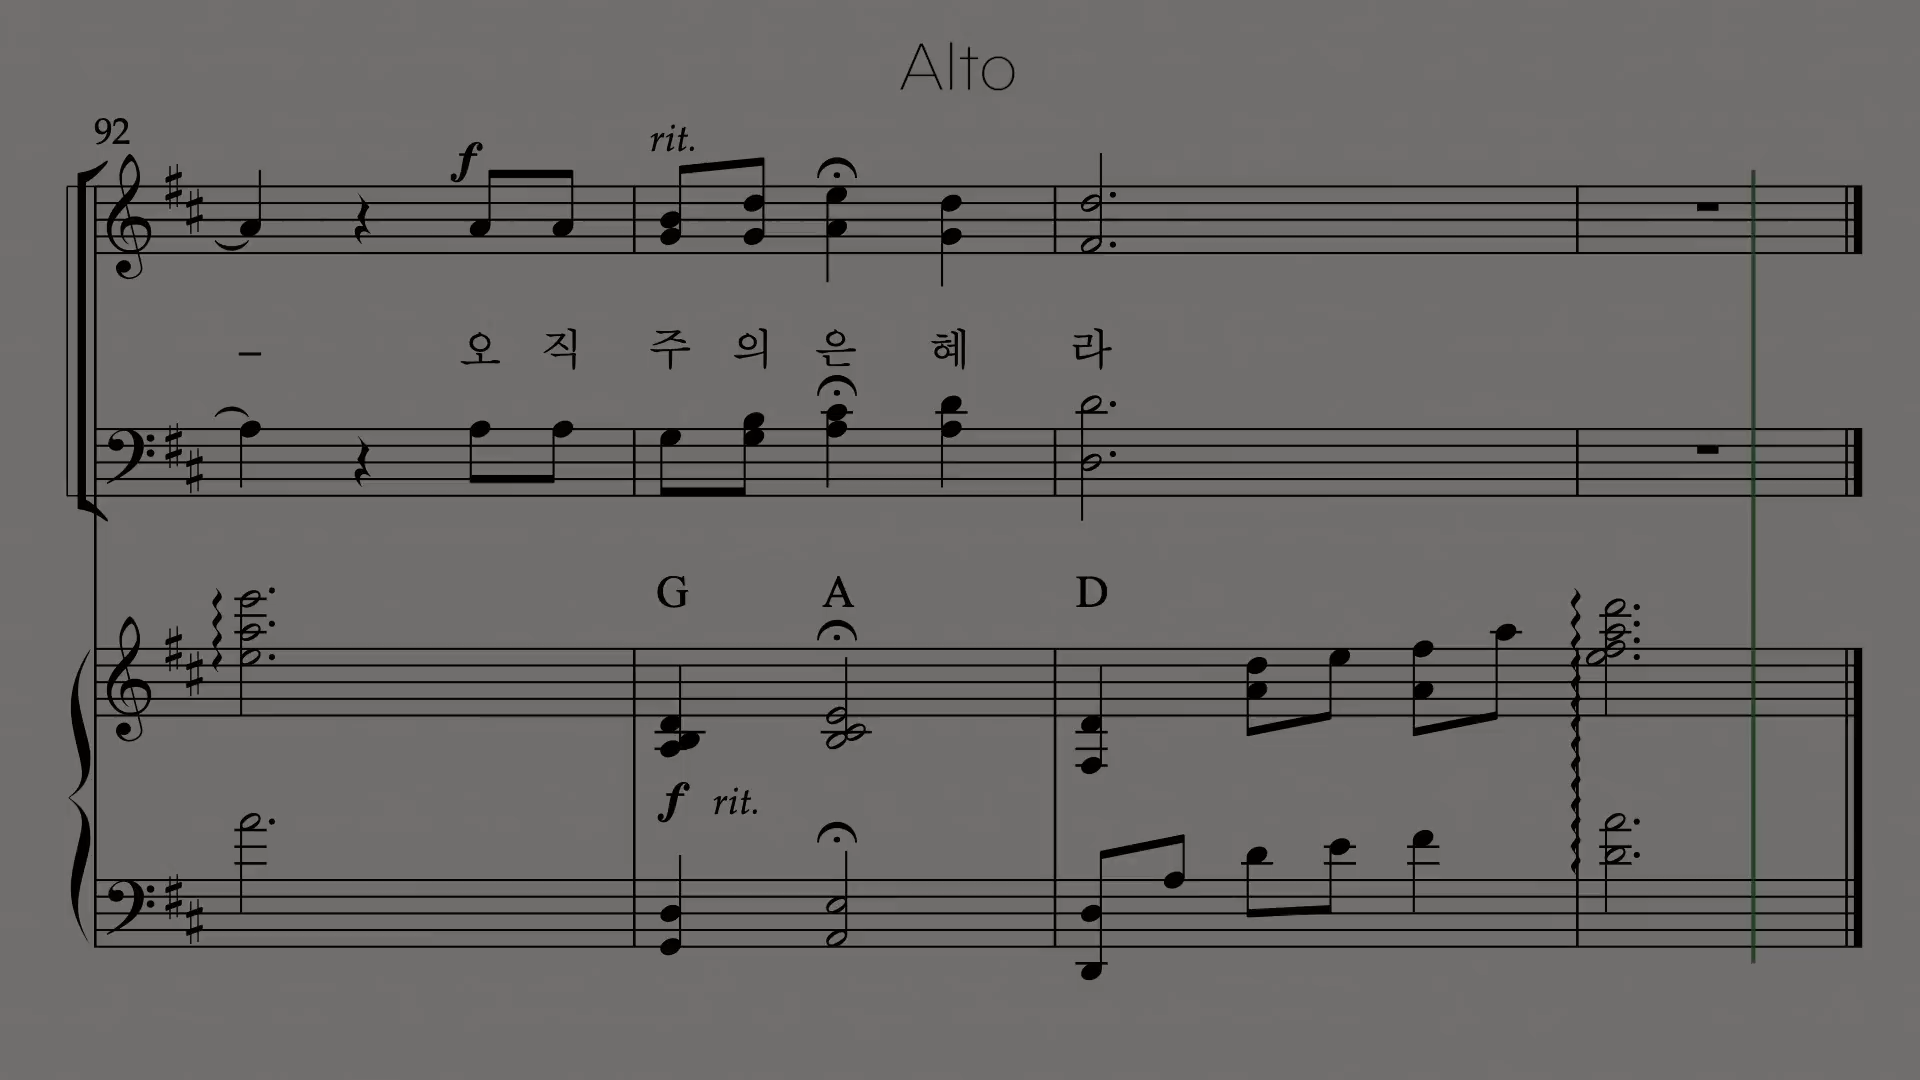 Alto
92
f
rit.
– 오 직 주 의 은 혜 라
G A D
f rit.